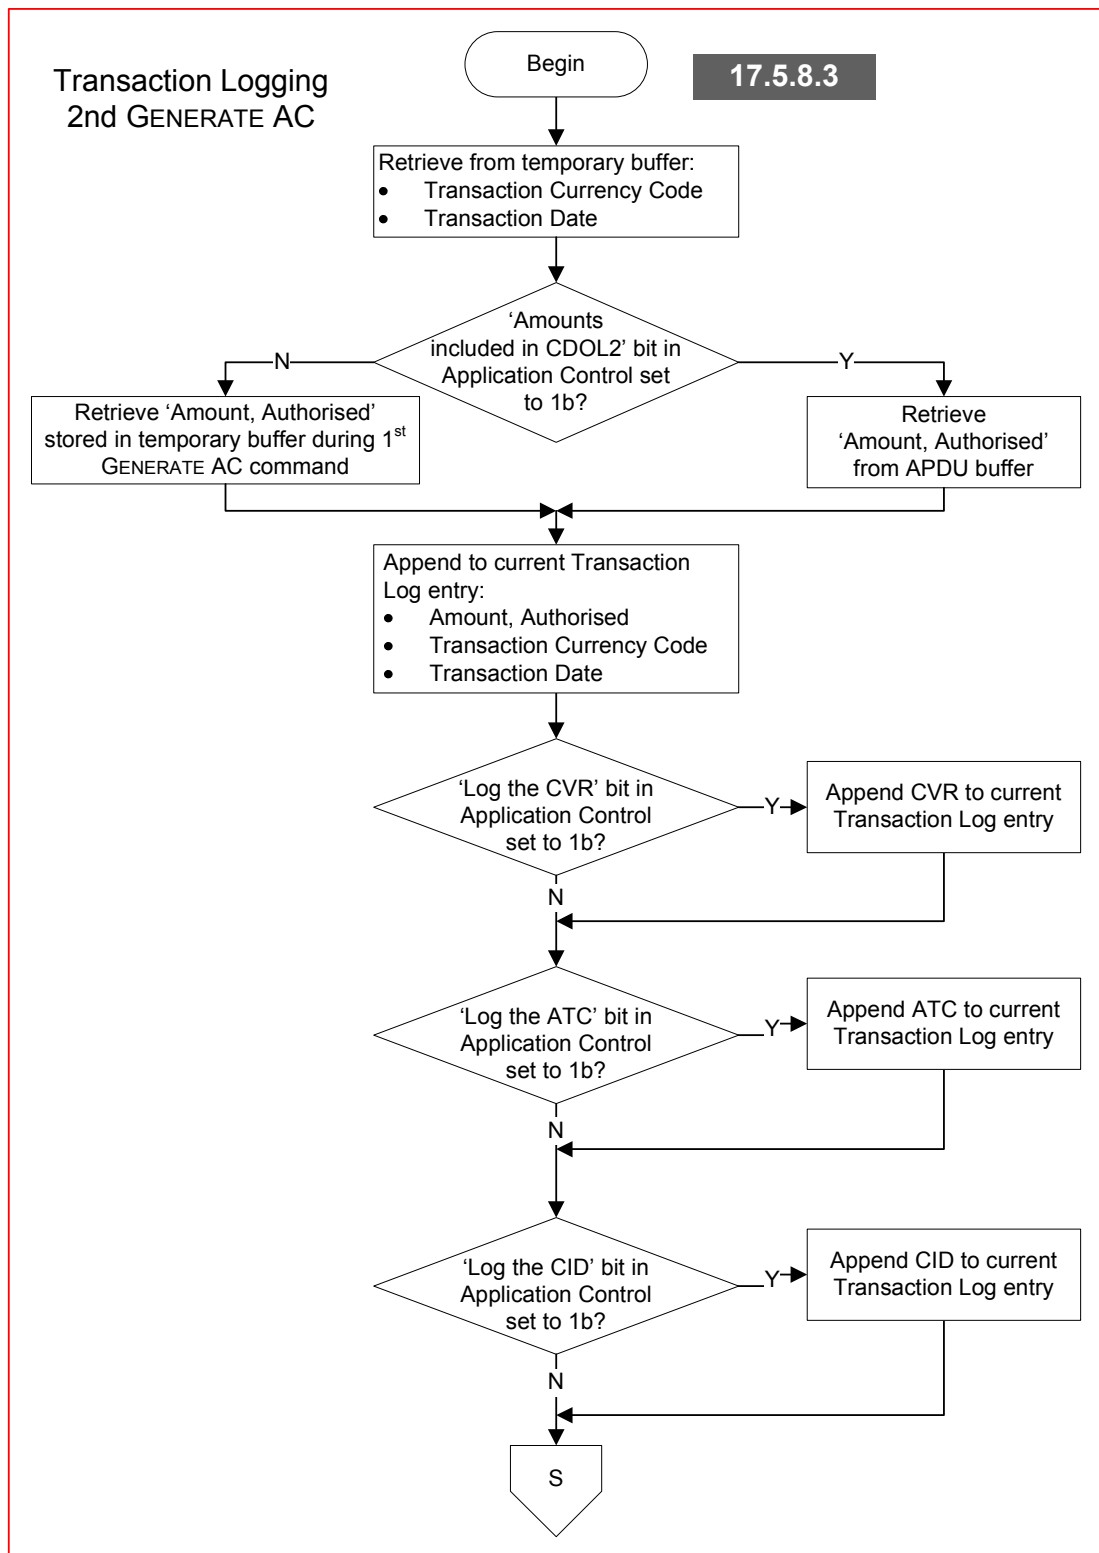 Transaction Logging
2nd GENERATE AC
Begin
17.5.8.3
Retrieve from temporary buffer:
• Transaction Currency Code
• Transaction Date
‘Amounts
included in CDOL2’ bit in
Application Control set
to 1b?
N
Y
Retrieve ‘Amount, Authorised’
stored in temporary buffer during 1st
GENERATE AC command
Retrieve
‘Amount, Authorised’
from APDU buffer
Append to current Transaction
Log entry:
• Amount, Authorised
• Transaction Currency Code
• Transaction Date
‘Log the CVR’ bit in
Application Control
set to 1b?
Y
Append CVR to current
Transaction Log entry
N
‘Log the ATC’ bit in
Application Control
set to 1b?
Y
Append ATC to current
Transaction Log entry
N
‘Log the CID’ bit in
Application Control
set to 1b?
Y
Append CID to current
Transaction Log entry
N
S